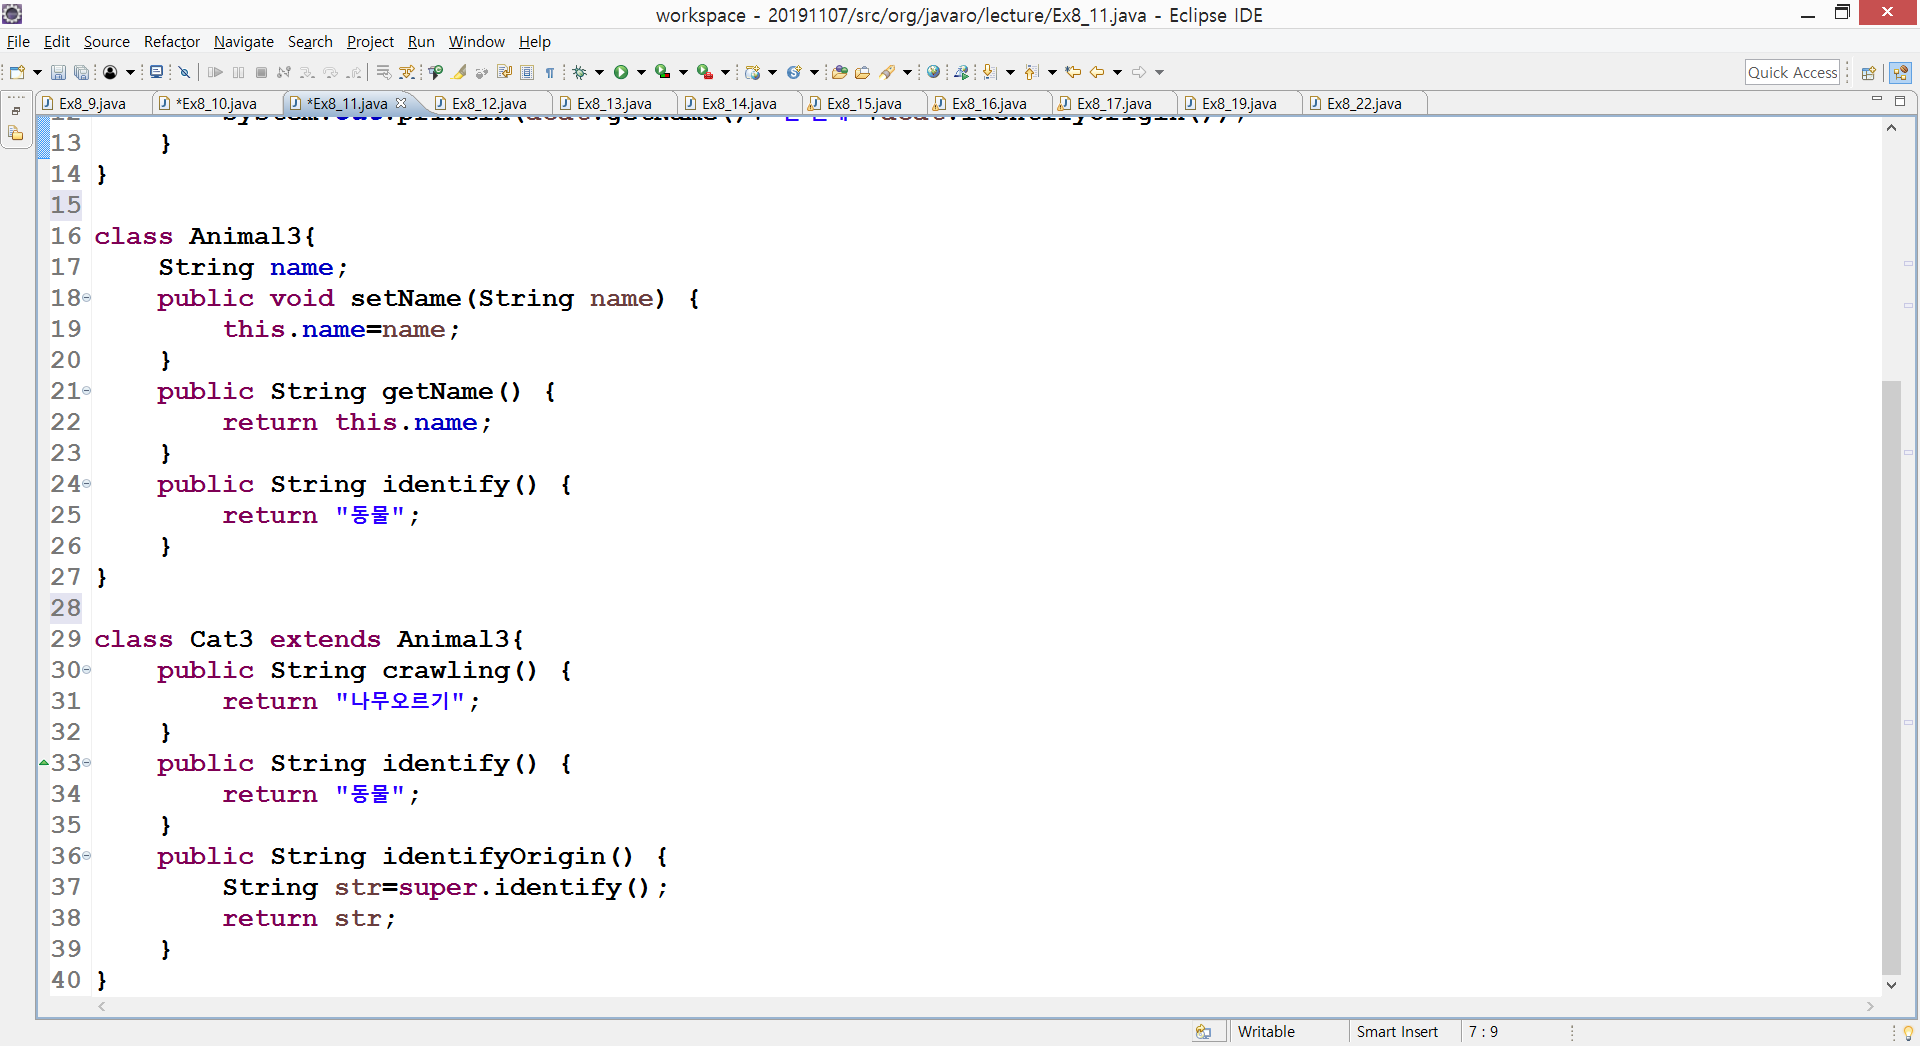 workspace - 20191107/src/org/javaro/lecture/Ex8_11.java - Eclipse IDE
File Edit Source Refactor Navigate Search Project Run Window Help
Quick Access
Ex8_9.java *Ex8_10.java *Ex8_11.java Ex8_12.java Ex8_13.java Ex8_14.java Ex8_15.java Ex8_16.java Ex8_17.java Ex8_19.java Ex8_22.java
13 }
14 }
15
16 class Animal3{
17 String name;
18 public void setName(String name) {
19 this.name=name;
20 }
21 public String getName() {
22 return this.name;
23 }
24 public String identify() {
25 return "동물";
26 }
27 }
28
29 class Cat3 extends Animal3{
30 public String crawling() {
31 return "나무오르기";
32 }
33 public String identify() {
34 return "동물";
35 }
36 public String identifyOrigin() {
37 String str=super.identify();
38 return str;
39 }
40 }
Writable Smart Insert 7 : 9